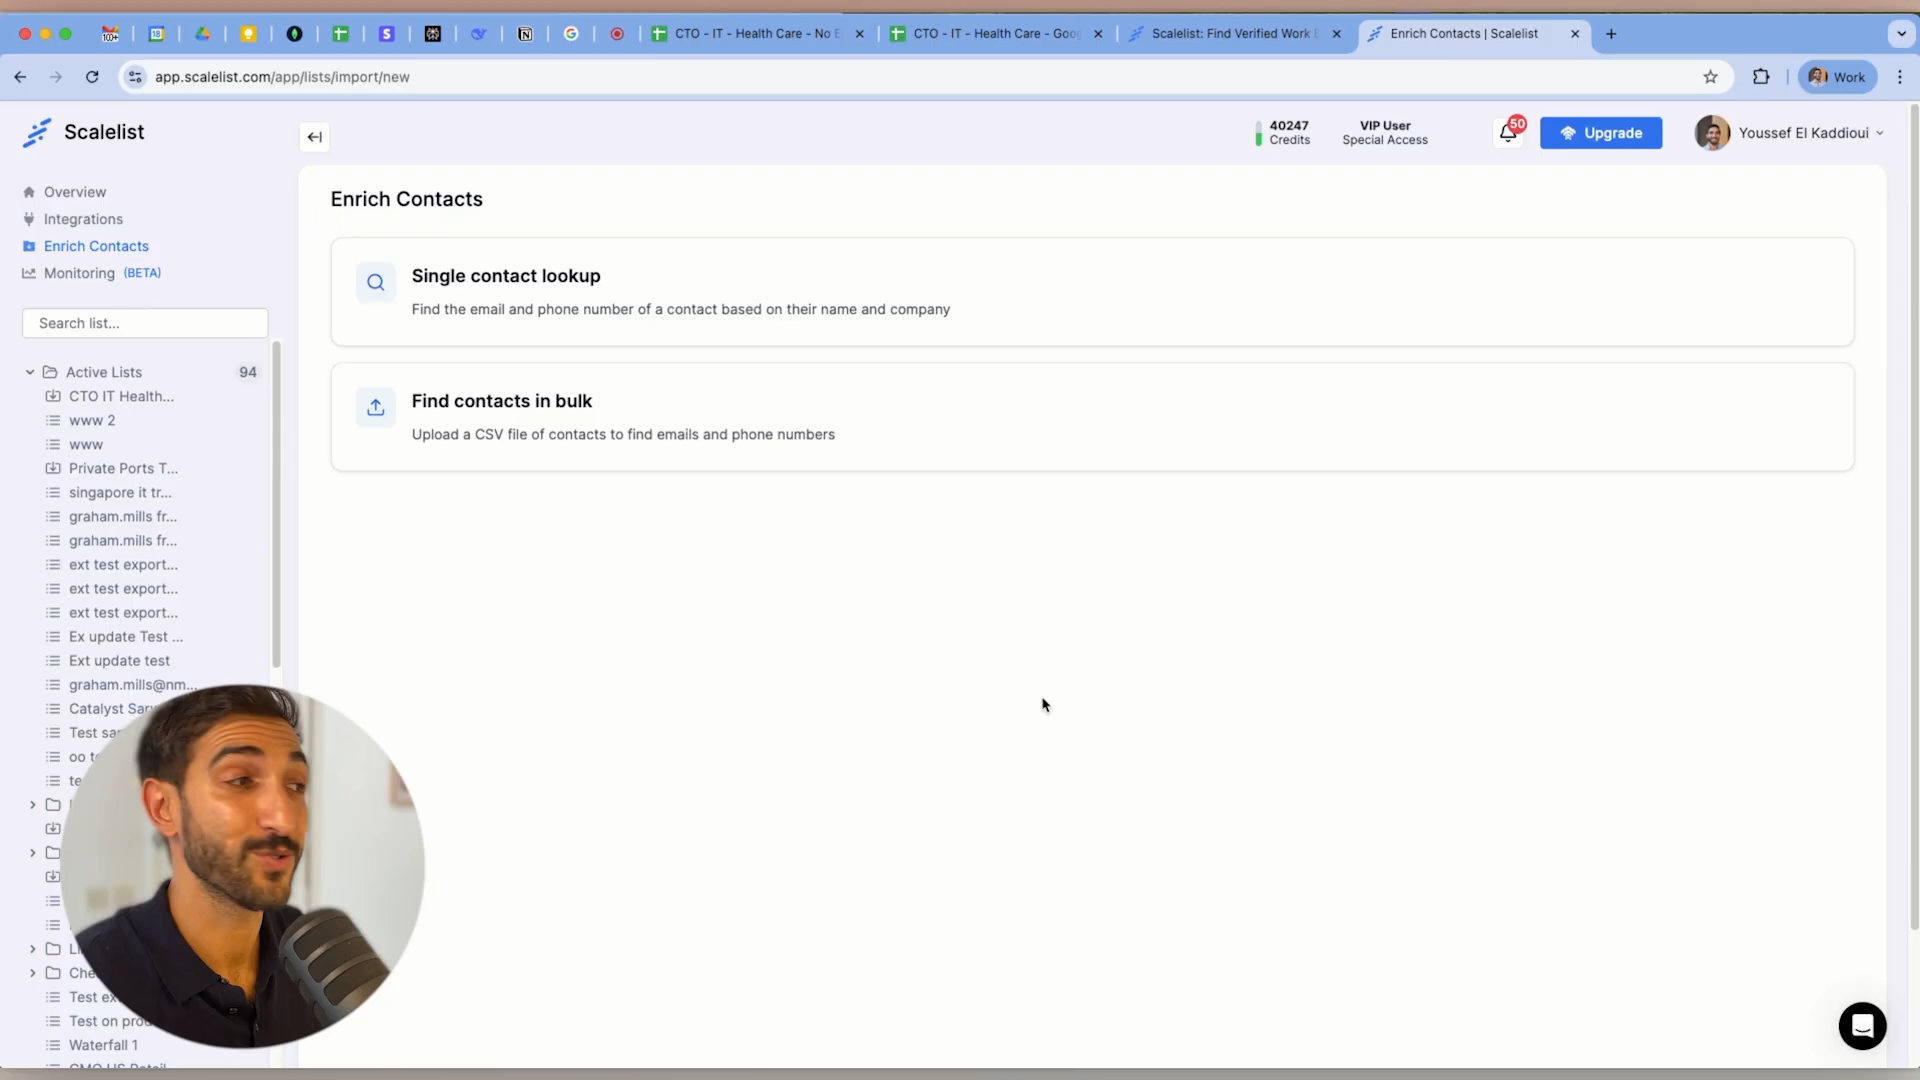 100+
18
S
N
G
CTO - IT - Health Care - No E
CTO - IT - Health Care - Goog
Scalelist: Find Verified Work E
Enrich Contacts | Scalelist
app.scalelist.com/app/lists/import/new
Work
Scalelist
40247
Credits
VIP User
Special Access
50
Upgrade
Youssef El Kaddioui
Overview
Integrations
Enrich Contacts
Monitoring (BETA)
Search list...
Active Lists 94
CTO IT Health...
www 2
www
Private Ports T...
singapore it tr...
graham.mills fr...
graham.mills fr...
ext test export...
ext test export...
ext test export...
Ex update Test ...
Ext update test
graham.mills@nm...
Catalyst Sar
Test sa
oo t
te
Li
Che
Test ex
Test on pro
Waterfall 1
Enrich Contacts
Single contact lookup
Find the email and phone number of a contact based on their name and company
Find contacts in bulk
Upload a CSV file of contacts to find emails and phone numbers